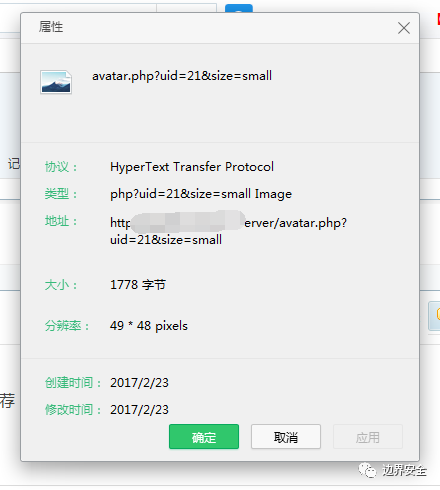 属性
avatar.php?uid=21&size=small
记
协议： HyperText Transfer Protocol
类型： php?uid=21&size=small Image
地址： http erver/avatar.php?
uid=21&size=small
大小： 1778 字节
分辨率： 49 * 48 pixels
荐
创建时间： 2017/2/23
修改时间： 2017/2/23
确定 取消 应用
边界安全